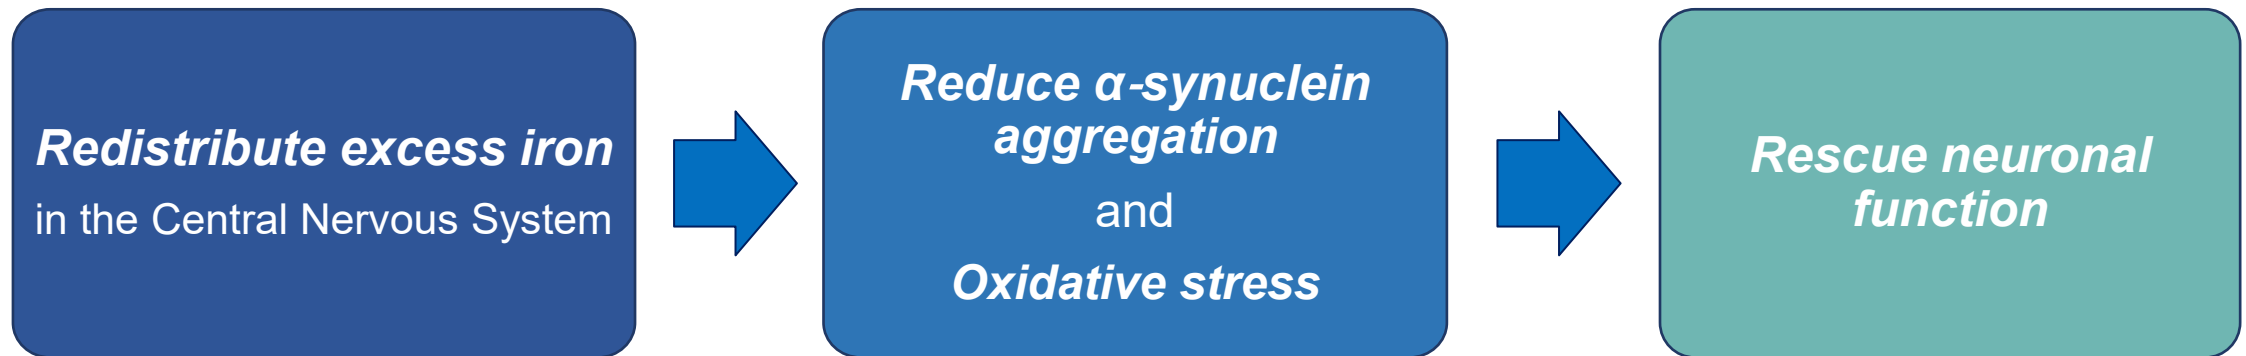 Redistribute excess iron
in the Central Nervous System
Reduce α-synuclein
aggregation
and
Oxidative stress
Rescue neuronal
function